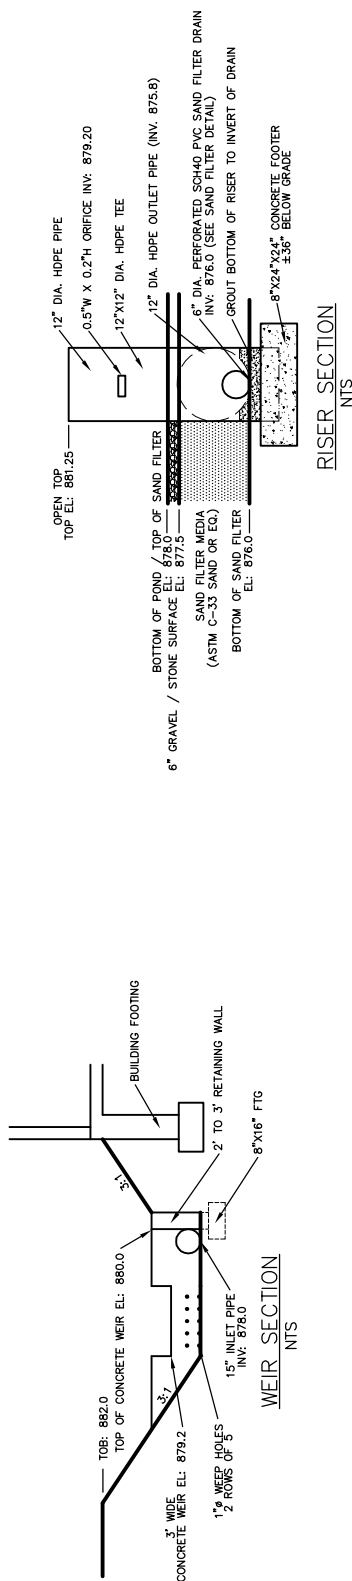 OPEN TOP
TOP EL: 881.25
12" DIA. HDPE PIPE
0.5"W X 0.2"H ORIFICE INV: 879.20
12"X12" DIA. HDPE TEE
12" DIA. HDPE OUTLET PIPE (INV. 875.8)
6" DIA. PERFORATED SCH40 PVC SAND FILTER DRAIN
INV: 876.0 (SEE SAND FILTER DETAIL)
GROUT BOTTOM OF RISER TO INVERT OF DRAIN
8"X24"X24" CONCRETE FOOTER
±36" BELOW GRADE
BOTTOM OF POND / TOP OF SAND FILTER
EL: 878.0
6" GRAVEL / STONE SURFACE EL: 877.5
SAND FILTER MEDIA
(ASTM C-33 SAND OR EQ.)
BOTTOM OF SAND FILTER
EL: 876.0
RISER SECTION
NTS
TOB: 882.0
TOP OF CONCRETE WEIR EL: 880.0
3:1
3:1
BUILDING FOOTING
2' TO 3' RETAINING WALL
8"X16" FTG
3' WIDE
CONCRETE WEIR EL: 879.2
1"ø WEEP HOLES
2 ROWS OF 5
15" INLET PIPE
INV: 878.0
WEIR SECTION
NTS